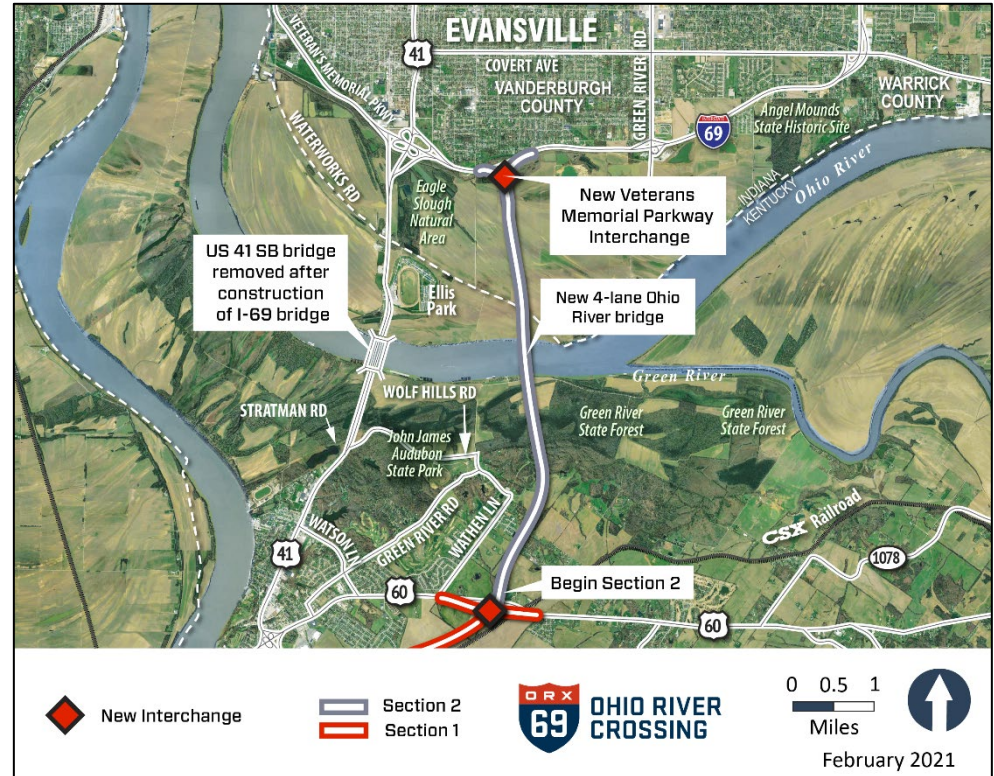 EVANSVILLE
41
VETERAN'S MEMORIAL PKWY
COVERT AVE
VANDERBURGH
COUNTY
GREEN RIVER RD
WARRICK
COUNTY
Angel Mounds
State Historic Site
INTERSTATE
69
WATERWORKS RD
INDIANA
KENTUCKY
Ohio River
Eagle
Slough
Natural
Area
New Veterans
Memorial Parkway
Interchange
US 41 SB bridge
removed after
construction
of I-69 bridge
Ellis
Park
New 4-lane Ohio
River bridge
Green River
WOLF HILLS RD
STRATMAN RD
John James
Audubon
State Park
Green River
State Forest
Green River
State Forest
WATSON LN
GREEN RIVER RD
WATHEN LN
CSX Railroad
41
1078
Begin Section 2
60
60
New Interchange
Section 2
Section 1
ORX
69
OHIO RIVER
CROSSING
0 0.5 1
Miles
February 2021